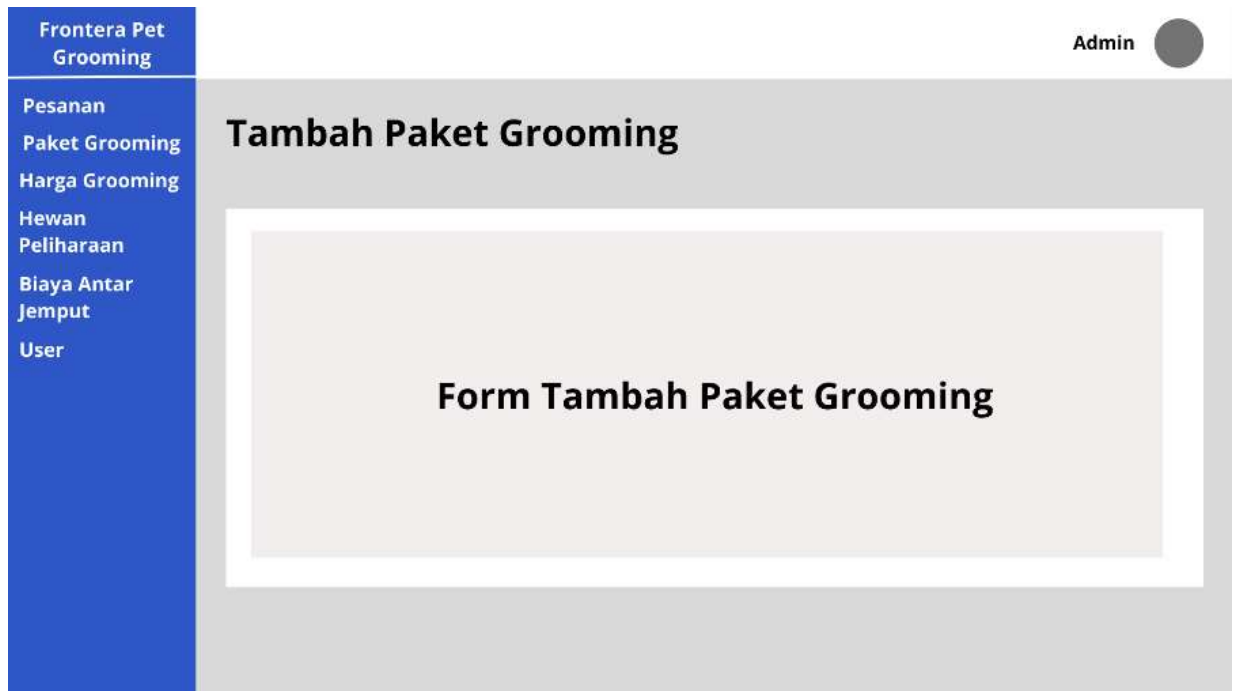 Frontera Pet
Grooming
Admin
Pesanan
Paket Grooming
Harga Grooming
Hewan
Peliharaan
Biaya Antar
Jemput
User
Tambah Paket Grooming
Form Tambah Paket Grooming